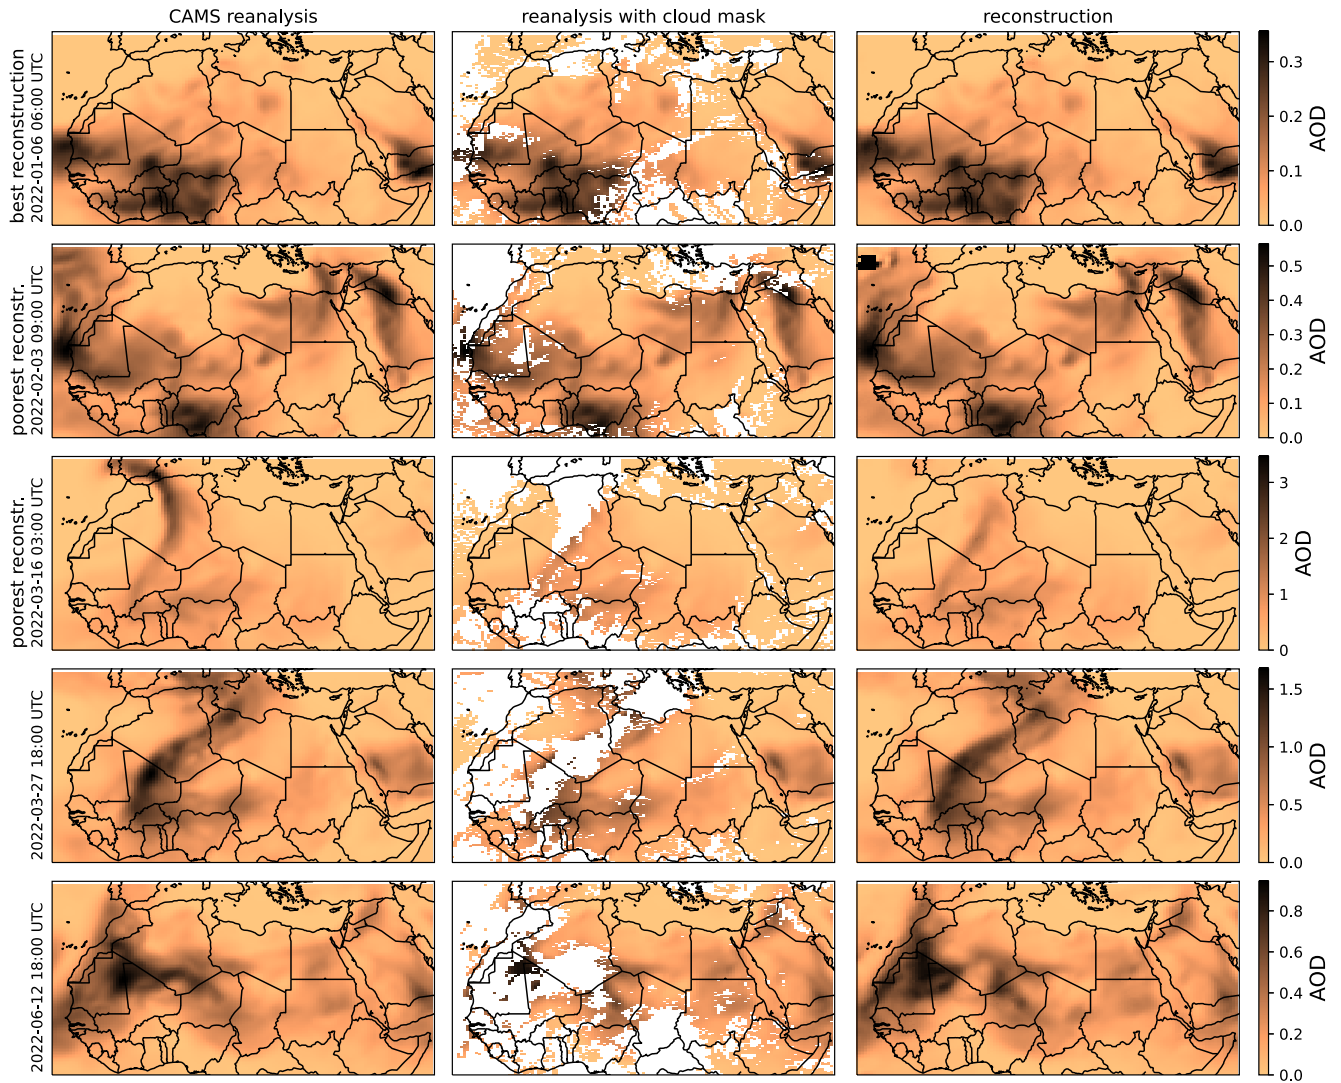 CAMS reanalysis
reanalysis with cloud mask
reconstruction
best reconstruction
2022-01-06 06:00 UTC
0.3
0.2
0.1
0.0
AOD
poorest reconstr.
2022-02-03 09:00 UTC
0.5
0.4
0.3
0.2
0.1
0.0
AOD
poorest reconstr.
2022-03-16 03:00 UTC
3
2
1
0
AOD
2022-03-27 18:00 UTC
1.5
1.0
0.5
0.0
AOD
2022-06-12 18:00 UTC
0.8
0.6
0.4
0.2
0.0
AOD